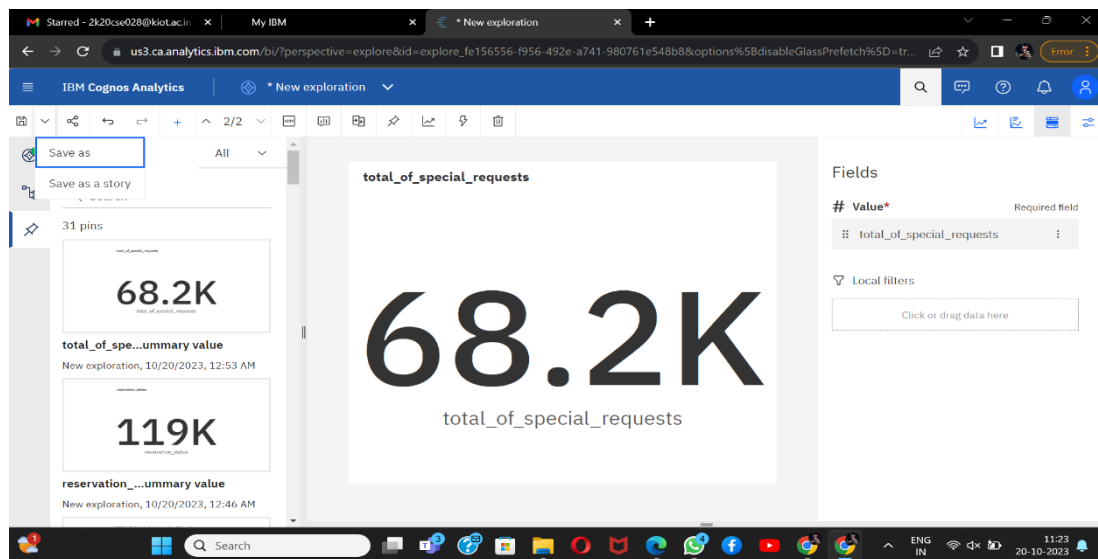 Starred - 2k20cse028@kiot.ac.in
My IBM
* New exploration
us3.ca.analytics.ibm.com/bi/?perspective=explore&id=explore_fe156556-f956-492e-a741-980761e548b8&options%5BdisableGlassPrefetch%5D=tr...
Error
IBM Cognos Analytics
* New exploration
2/2
Save as
All
Save as a story
31 pins
total_of_special_requests
68.2K
total_of_special_requests
total_of_spe...ummary value
New exploration, 10/20/2023, 12:53 AM
reservation_status
119K
reservation_status
reservation_...ummary value
New exploration, 10/20/2023, 12:46 AM
total_of_special_requests
68.2K
total_of_special_requests
Fields
# Value*
Required field
total_of_special_requests
Local filters
Click or drag data here
Search
ENG
IN
11:23
20-10-2023